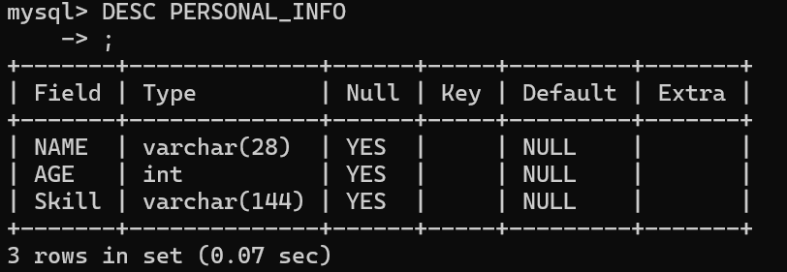 mysql> DESC PERSONAL_INFO
    -> ;
+-------+--------------+------+-----+---------+-------+
| Field | Type         | Null | Key | Default | Extra |
+-------+--------------+------+-----+---------+-------+
| NAME  | varchar(28)  | YES  |     | NULL    |       |
| AGE   | int          | YES  |     | NULL    |       |
| Skill | varchar(144) | YES  |     | NULL    |       |
+-------+--------------+------+-----+---------+-------+
3 rows in set (0.07 sec)